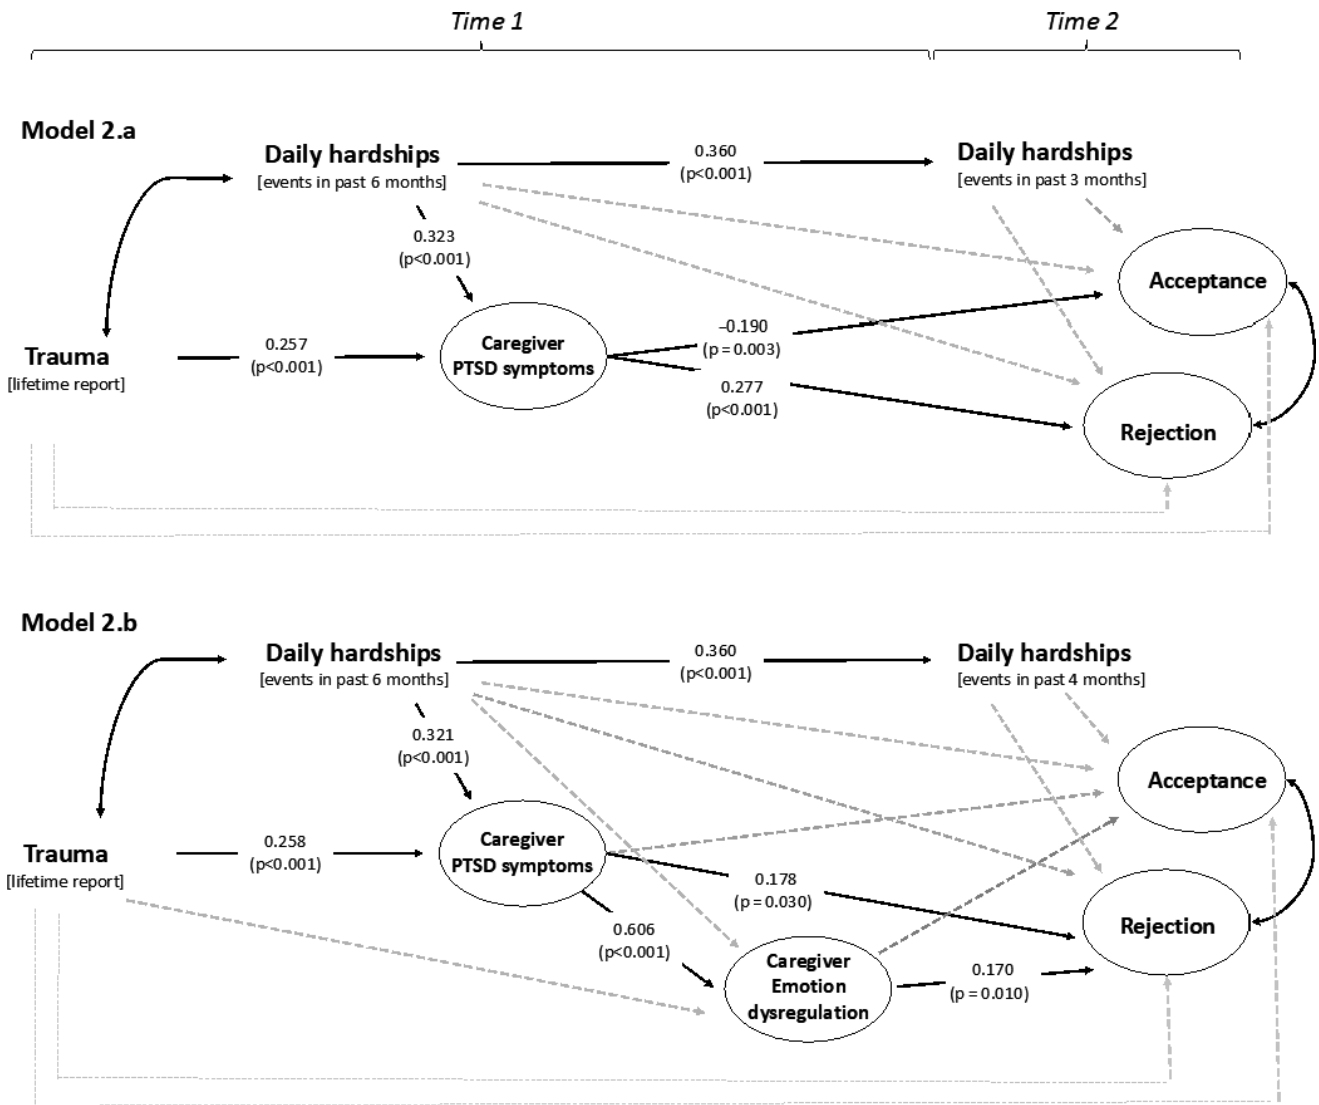 Time 1
Time 2
Model 2.a
Daily hardships
[events in past 6 months]
0.360
(p<0.001)
Daily hardships
[events in past 3 months]
0.323
(p<0.001)
Acceptance
Trauma
[lifetime report]
0.257
(p<0.001)
Caregiver
PTSD symptoms
–0.190
(p = 0.003)
0.277
(p<0.001)
Rejection
Model 2.b
Daily hardships
[events in past 6 months]
0.360
(p<0.001)
Daily hardships
[events in past 4 months]
0.321
(p<0.001)
Acceptance
Trauma
[lifetime report]
0.258
(p<0.001)
Caregiver
PTSD symptoms
0.178
(p = 0.030)
Rejection
0.606
(p<0.001)
Caregiver
Emotion
dysregulation
0.170
(p = 0.010)